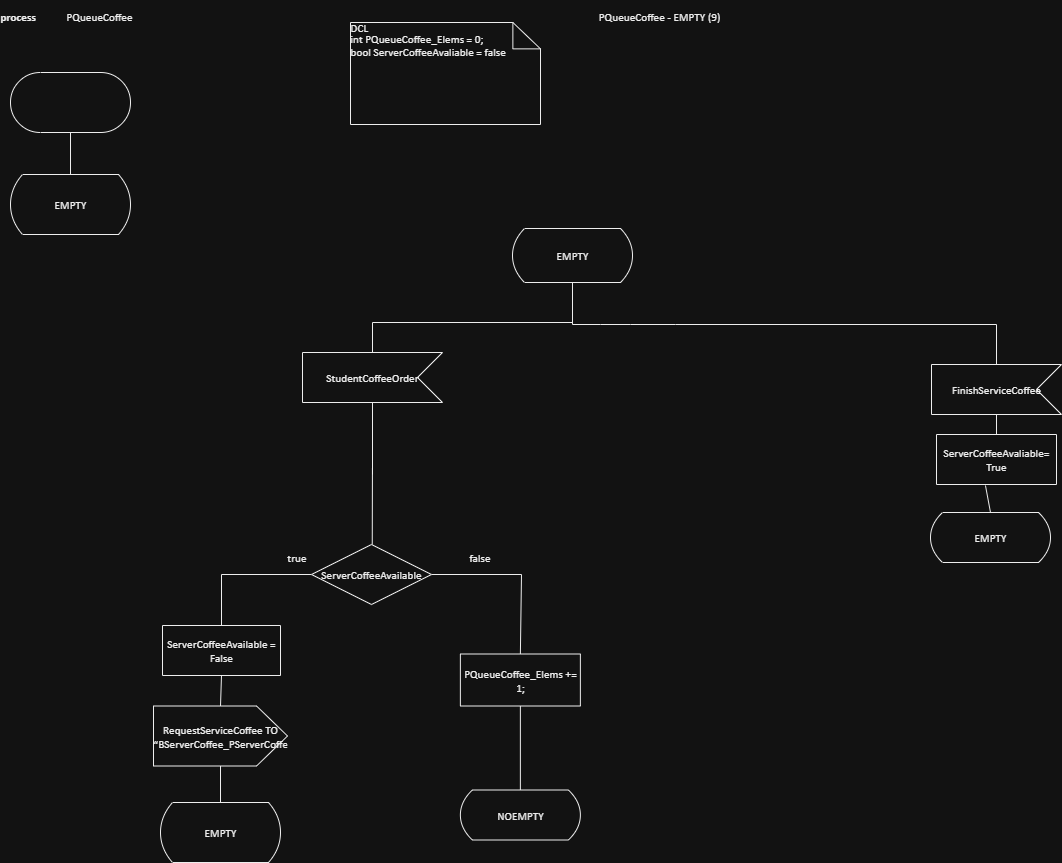 process PQueueCoffee
PQueueCoffee - EMPTY (9)
DCL
int PQueueCoffee_Elems = 0;
bool ServerCoffeeAvaliable = false
EMPTY
EMPTY
StudentCoffeeOrder
FinishServiceCoffee
ServerCoffeeAvaliable=
True
EMPTY
true
false
ServerCoffeeAvailable
ServerCoffeeAvailable =
False
PQueueCoffee_Elems +=
1;
RequestServiceCoffee TO
"BServerCoffee_PServerCoffe
NOEMPTY
EMPTY